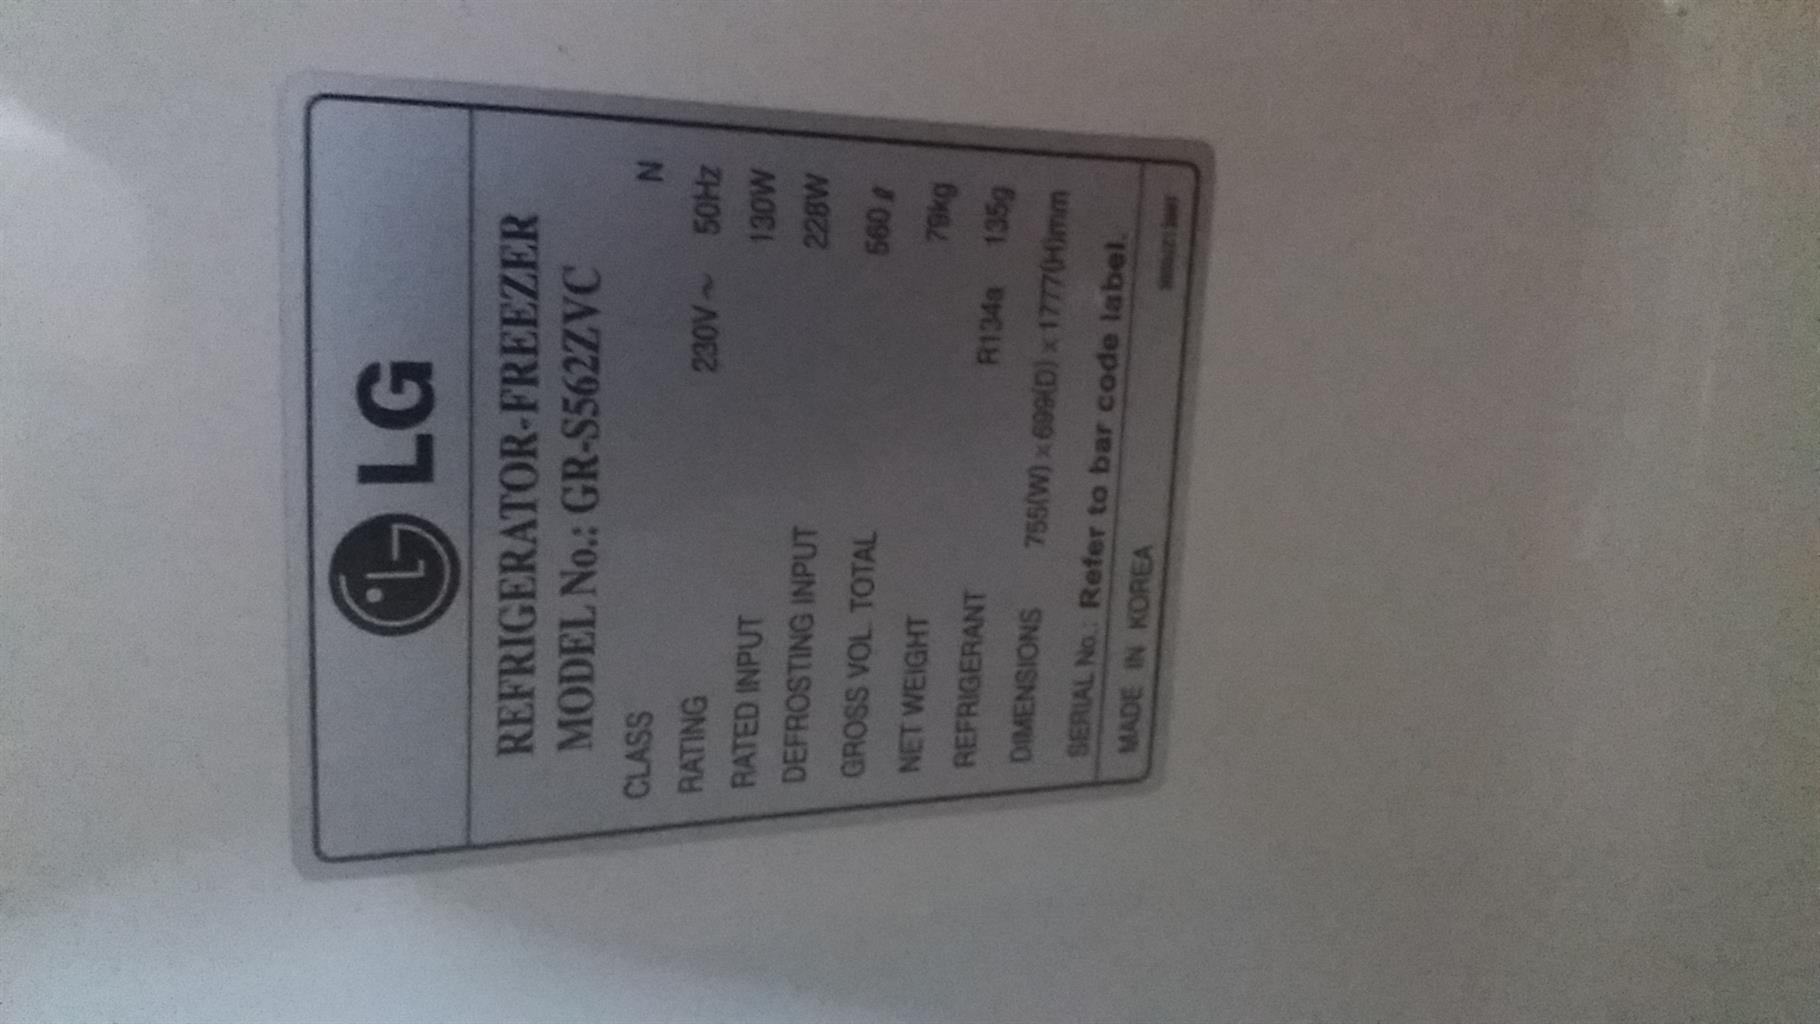 LG
REFRIGERATOR-FREEZER
MODEL No.: GR-S562ZVC
CLASS N
RATING 230V ~ 50Hz
RATED INPUT 130W
DEFROSTING INPUT 228W
GROSS VOL. TOTAL 560 ℓ
NET WEIGHT 79kg
REFRIGERANT R134a 135g
DIMENSIONS 755(W) x 699(D) x 1777(H)mm
SERIAL No.: Refer to bar code label.
MADE IN KOREA